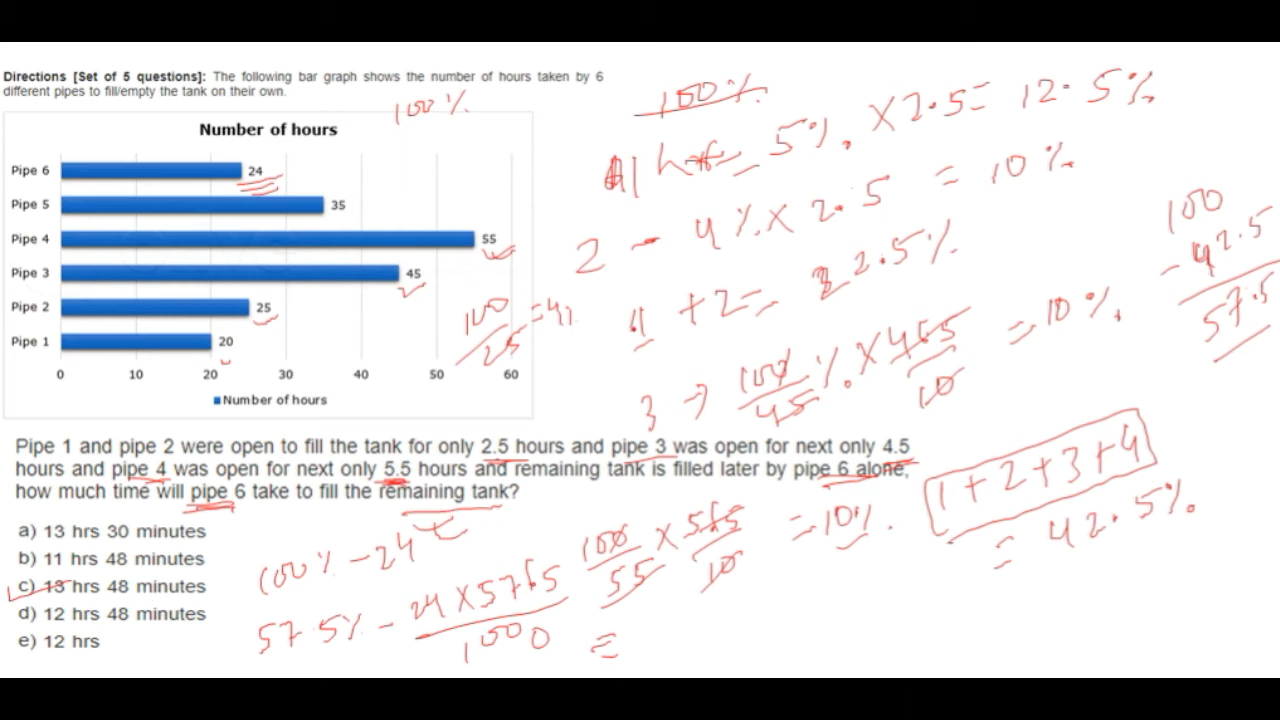 Directions [Set of 5 questions]: The following bar graph shows the number of hours taken by 6
different pipes to fill/empty the tank on their own.
100%
Number of hours
Pipe 6 24
Pipe 5 35
Pipe 4 55
Pipe 3 45
Pipe 2 25
Pipe 1 20
0 10 20 30 40 50 60
Number of hours
100/25 = 4%
100%
1 hr = 5% × 2.5 = 12.5%
2 - 4% × 2.5 = 10%
1 + 2 = 22.5%
3 → 100/45 % × 45/10 = 10%
100
- 42.5
57.5
Pipe 1 and pipe 2 were open to fill the tank for only 2.5 hours and pipe 3 was open for next only 4.5
hours and pipe 4 was open for next only 5.5 hours and remaining tank is filled later by pipe 6 alone,
how much time will pipe 6 take to fill the remaining tank?
a) 13 hrs 30 minutes
b) 11 hrs 48 minutes
c) 13 hrs 48 minutes
d) 12 hrs 48 minutes
e) 12 hrs
100/55 × 55/10 = 10%.
1+2+3+4
= 42.5%.
100% - 24
57.5% - 24 × 575/1000 =